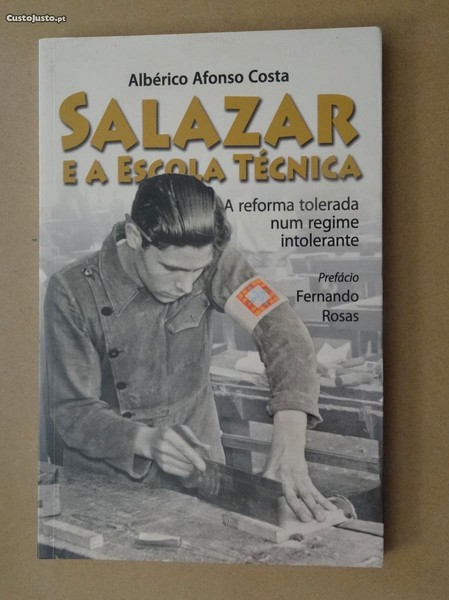 CustoJusto.pt
Albérico Afonso Costa
SALAZAR
E A ESCOLA TÉCNICA
A reforma tolerada
num regime
intolerante
Prefácio
Fernando
Rosas